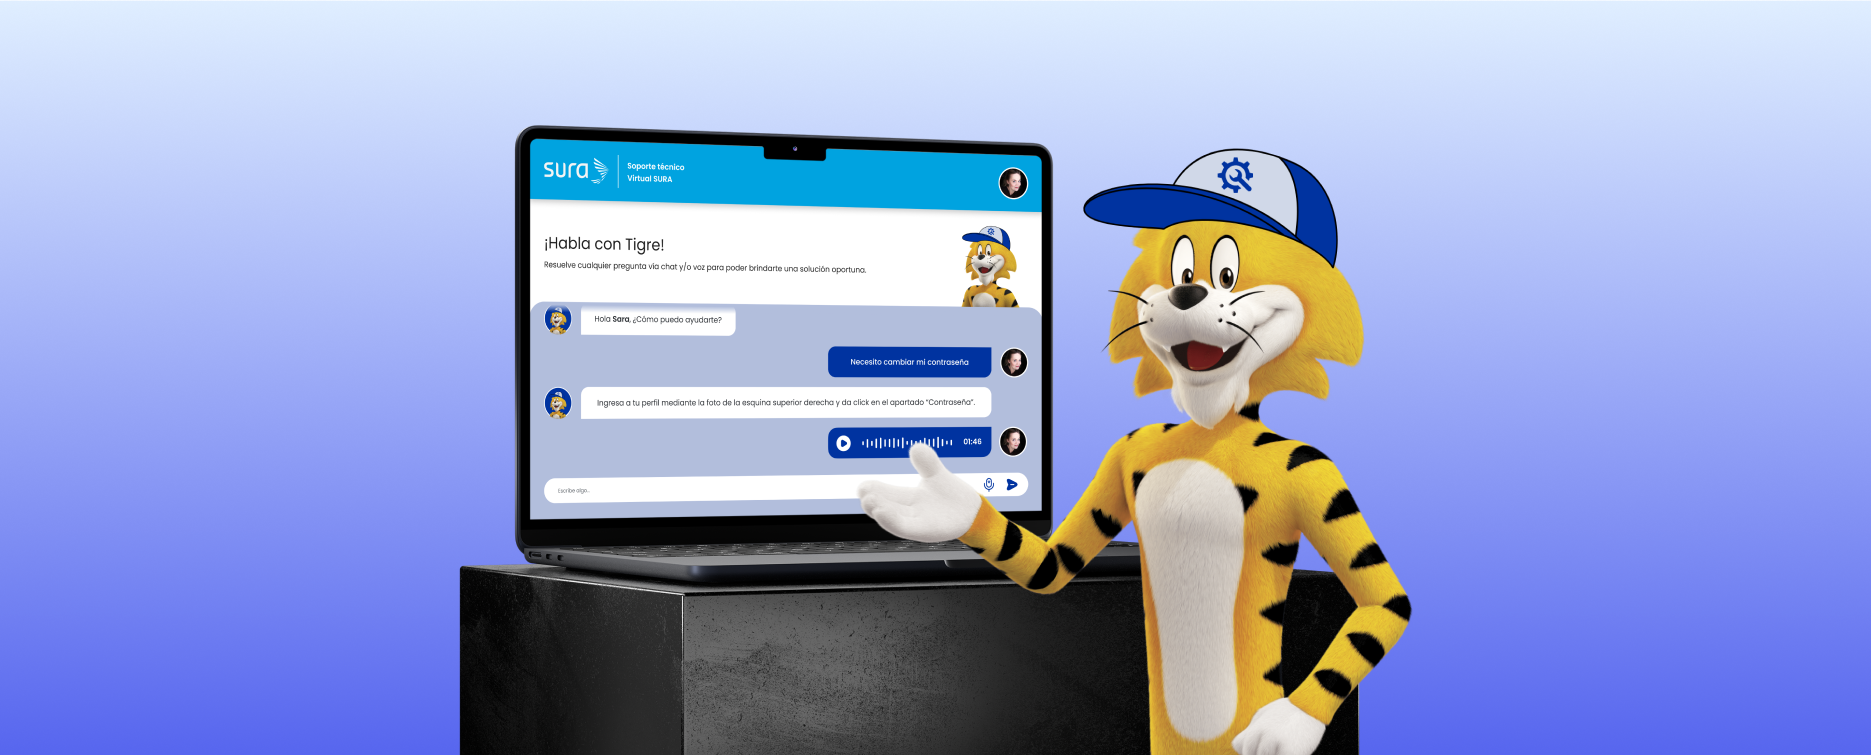 sura
Soporte técnico
Virtual SURA
¡Habla con Tigre!
Resuelve cualquier pregunta via chat y/o voz para poder brindarte una solución oportuna.
Hola Sara, ¿Cómo puedo ayudarte?
Necesito cambiar mi contraseña
Ingresa a tu perfil mediante la foto de la esquina superior derecha y da click en el apartado "Contraseña".
01:46
Escribe algo...